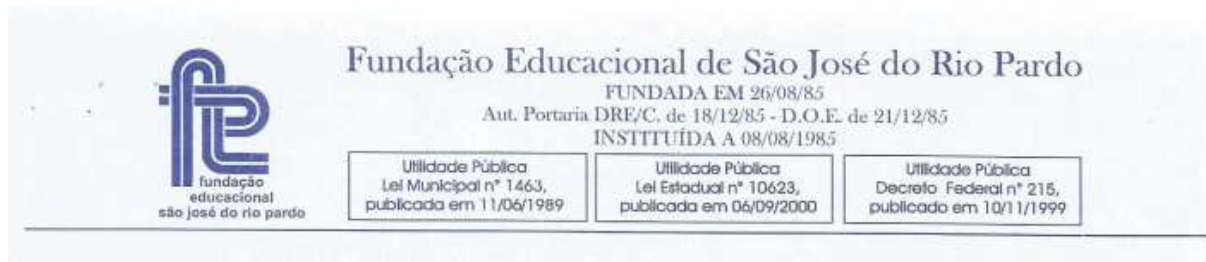 Fundação Educacional de São José do Rio Pardo
FUNDADA EM 26/08/85
Aut. Portaria DRE/C. de 18/12/85 - D.O.E. de 21/12/85
INSTITUÍDA A 08/08/1985
Utilidade Pública
Lei Municipal n° 1463,
publicada em 11/06/1989
Utilidade Pública
Lei Estadual n° 10623,
publicada em 06/09/2000
Utilidade Pública
Decreto Federal n° 215,
publicado em 10/11/1999
fundação
educacional
são josé do rio pardo